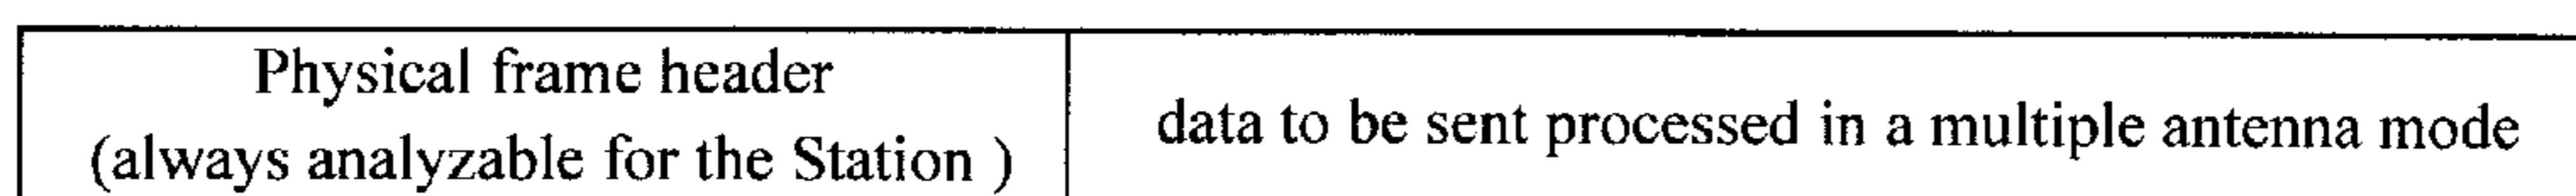 Physical frame header
(always analyzable for the Station )
data to be sent processed in a multiple antenna mode